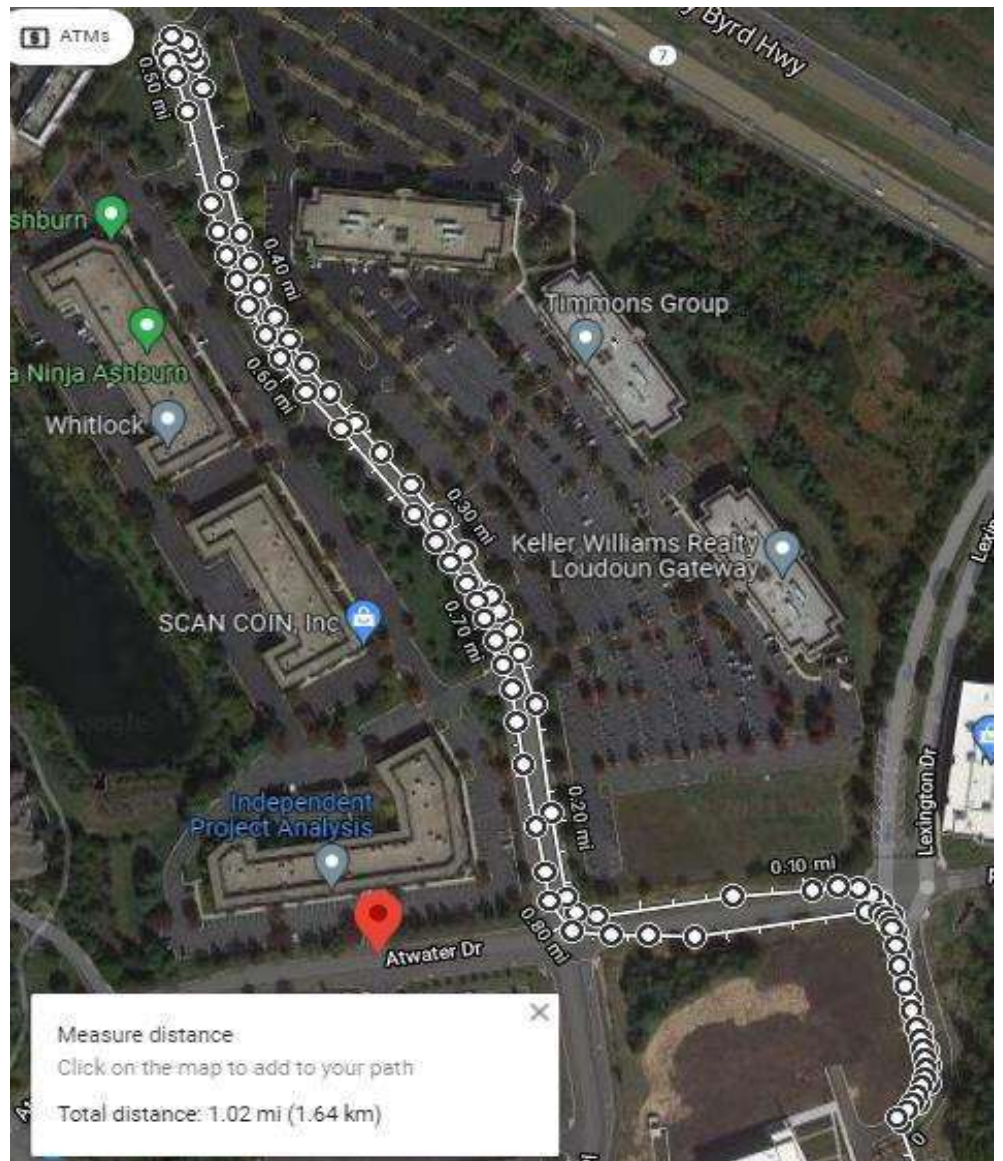 ATMs
y Byrd Hwy
7
0.50 mi
shburn
0.40 mi
Timmons Group
a Ninja Ashburn
0.60 mi
Whitlock
0.30 mi
Lexin
Keller Williams Realty
Loudoun Gateway
SCAN COIN, Inc
0.70 mi
Independent
Project Analysis
0.20 mi
Lexington Dr
0.10 mi
0.80 mi
Atwater Dr
Measure distance
Click on the map to add to your path
Total distance: 1.02 mi (1.64 km)
0